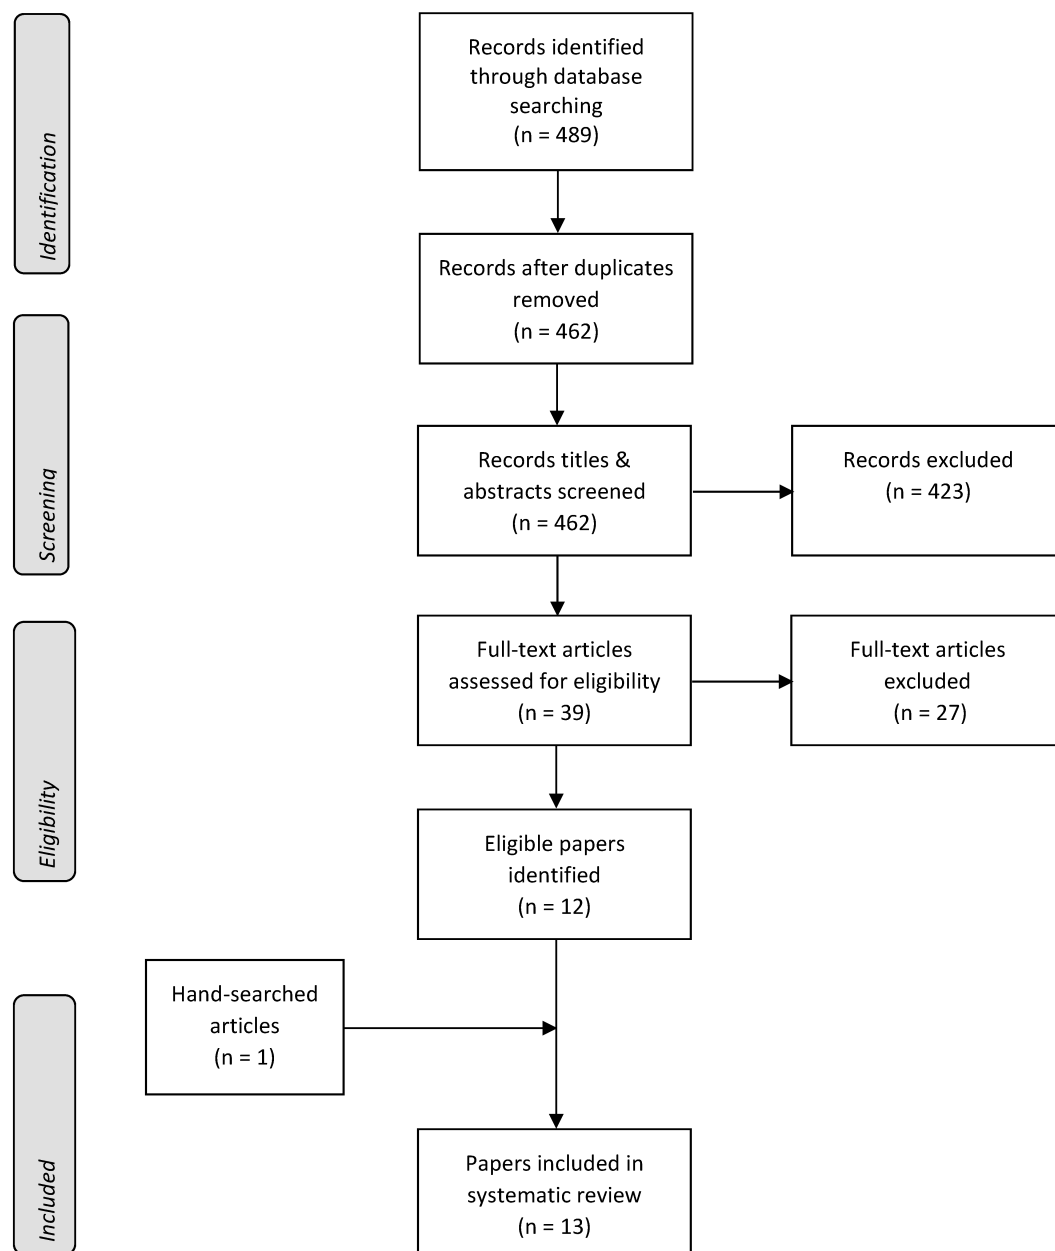 Identification
Records identified
through database
searching
(n = 489)
Records after duplicates
removed
(n = 462)
Screening
Records titles &
abstracts screened
(n = 462)
Records excluded
(n = 423)
Eligibility
Full-text articles
assessed for eligibility
(n = 39)
Full-text articles
excluded
(n = 27)
Eligible papers
identified
(n = 12)
Hand-searched
articles
(n = 1)
Included
Papers included in
systematic review
(n = 13)